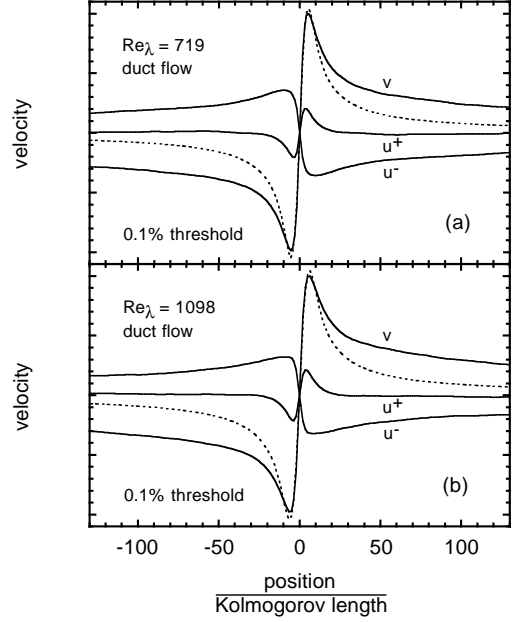 Re_λ = 719
duct flow
v
u⁺
u⁻
velocity
0.1% threshold
(a)
Re_λ = 1098
duct flow
v
u⁺
u⁻
velocity
0.1% threshold
(b)
-100 -50 0 50 100
position
Kolmogorov length